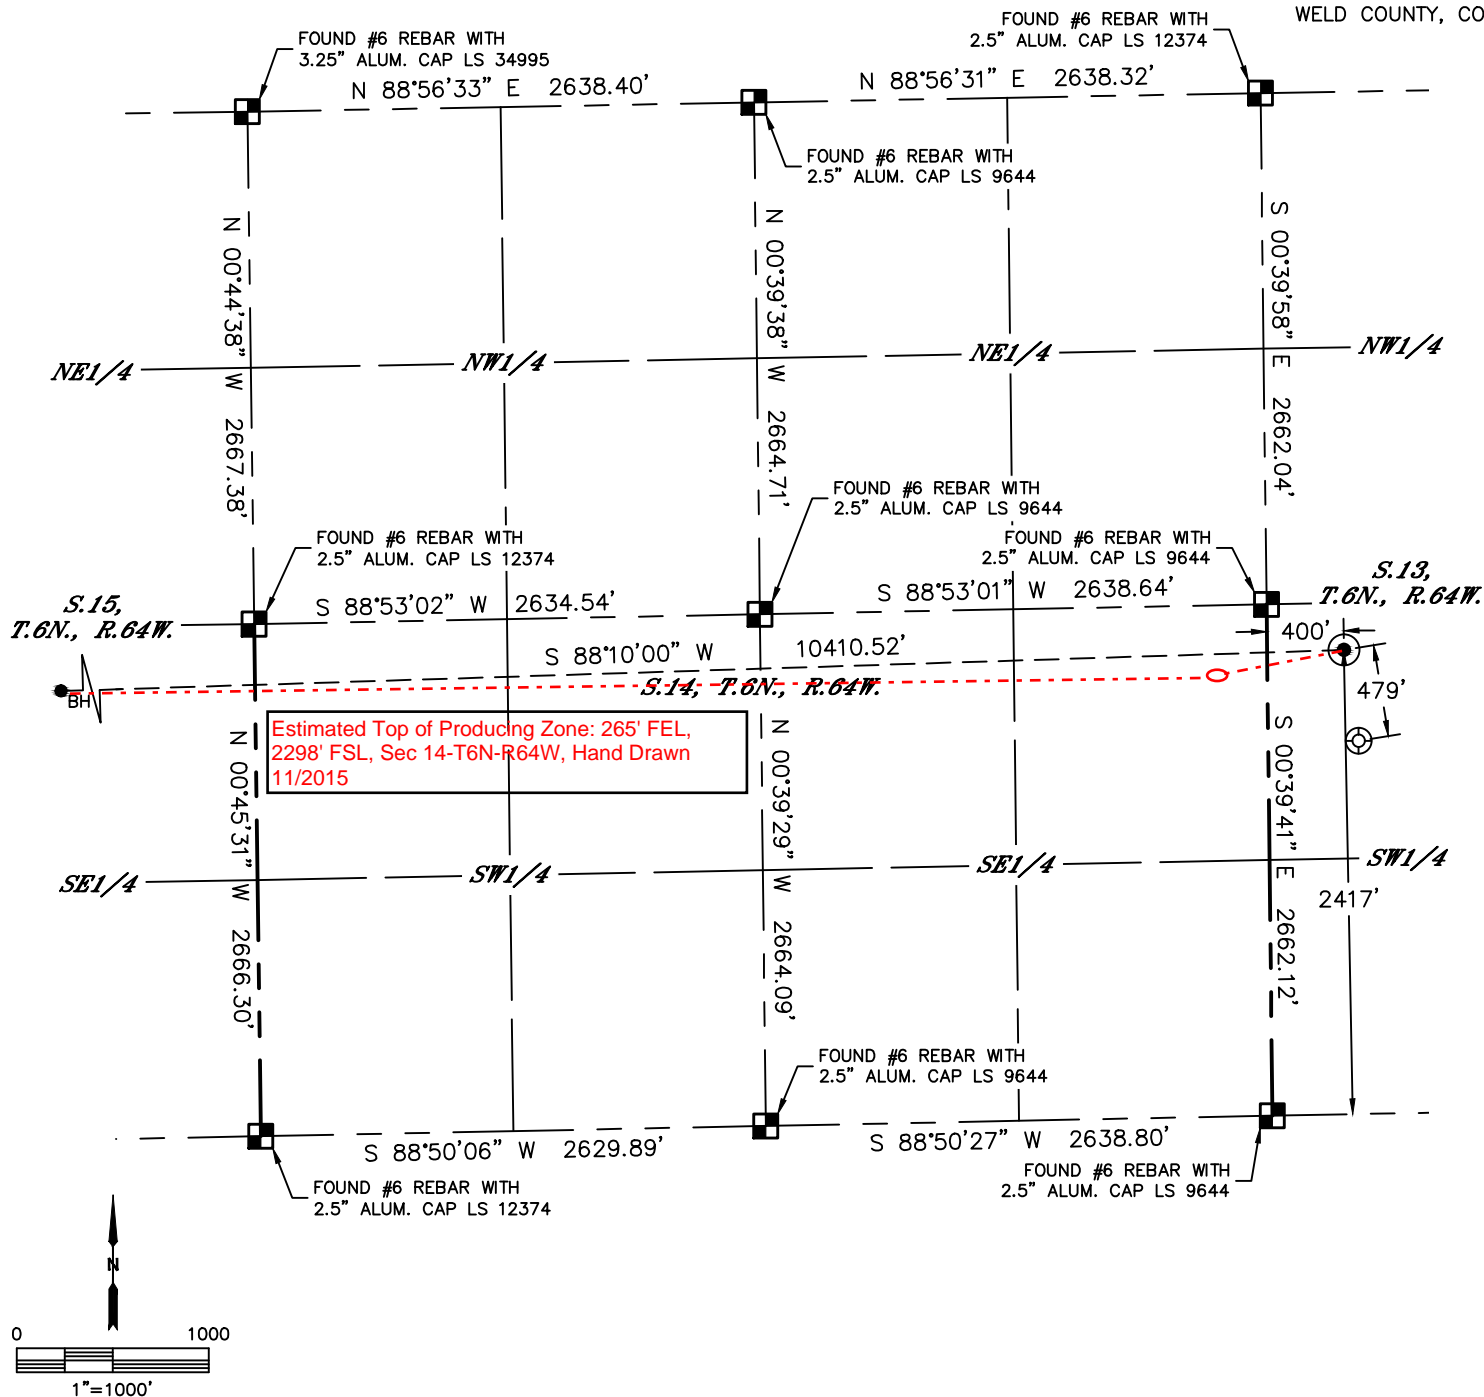 WELD COUNTY, CO
FOUND #6 REBAR WITH
2.5" ALUM. CAP LS 12374
FOUND #6 REBAR WITH
3.25" ALUM. CAP LS 34995
N 88°56'33" E 2638.40'
N 88°56'31" E 2638.32'
FOUND #6 REBAR WITH
2.5" ALUM. CAP LS 9644
N 00°44'38" W 2667.38'
N 00°39'38" W 2664.71'
S 00°39'58" E 2662.04'
NE1/4
NW1/4
NE1/4
NW1/4
FOUND #6 REBAR WITH
2.5" ALUM. CAP LS 9644
FOUND #6 REBAR WITH
2.5" ALUM. CAP LS 12374
FOUND #6 REBAR WITH
2.5" ALUM. CAP LS 9644
S.15,
T.6N., R.64W.
S 88°53'02" W 2634.54'
S 88°53'01" W 2638.64'
S.13,
T.6N., R.64W.
400'
S 88°10'00" W 10410.52'
S.14, T.6N., R.64W.
BH
479'
Estimated Top of Producing Zone: 265' FEL,
2298' FSL, Sec 14-T6N-R64W, Hand Drawn
11/2015
N 00°45'31" W 2666.30'
N 00°39'29" W 2664.09'
S 00°39'41" E 2662.12'
SE1/4
SW1/4
SE1/4
SW1/4
2417'
FOUND #6 REBAR WITH
2.5" ALUM. CAP LS 9644
S 88°50'06" W 2629.89'
S 88°50'27" W 2638.80'
FOUND #6 REBAR WITH
2.5" ALUM. CAP LS 12374
FOUND #6 REBAR WITH
2.5" ALUM. CAP LS 9644
N
0 1000
1"=1000'